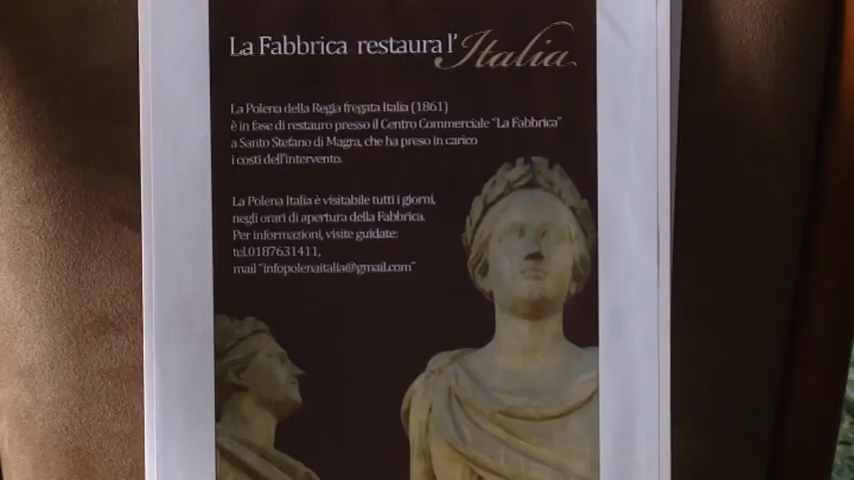 La Fabbrica restaura l'Italia
La Polena della Regia fregata Italia (1861)
è in fase di restauro presso il Centro Commerciale "La Fabbrica"
a Santo Stefano di Magra, che ha preso in carico
i costi dell'intervento.
La Polena Italia è visitabile tutti i giorni,
negli orari di apertura della Fabbrica.
Per informazioni, visite guidate:
tel.0187631411,
mail "infopolenaitalia@gmail.com"